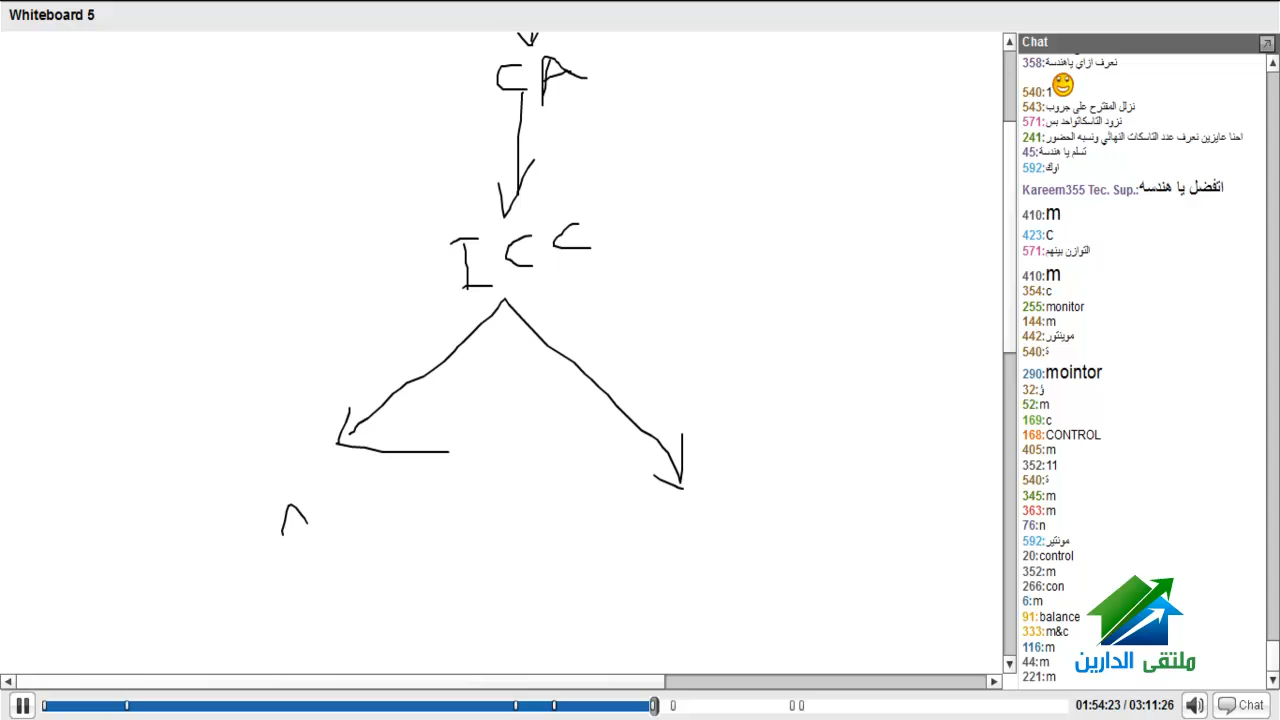 Whiteboard 5
CA
ICC
Chat
358:نعرف ازاي ياهندسة
540:1
543:نزلل المقترح على جروب
571:نزود التاسكاتواحد بس
241:احنا عايزين نعرف عدد التاسكات النهائي ونسبه الحضور
45:تسلم يا هندسة
592:اوك
Kareem355 Tec. Sup.:اتفضل يا هندسه
410:m
423:C
571:التوازن بينهم
410:m
354:c
255:monitor
144:m
442:موينتور
540:ة
290:mointor
32:ؤ
52:m
169:c
168:CONTROL
405:m
352:11
540:ة
345:m
363:m
76:n
592:مونتير
20:control
352:m
266:con
6:m
91:balance
333:m&c
116:m
44:m
221:m
ملتقى الدارين
01:54:23 / 03:11:26
Chat